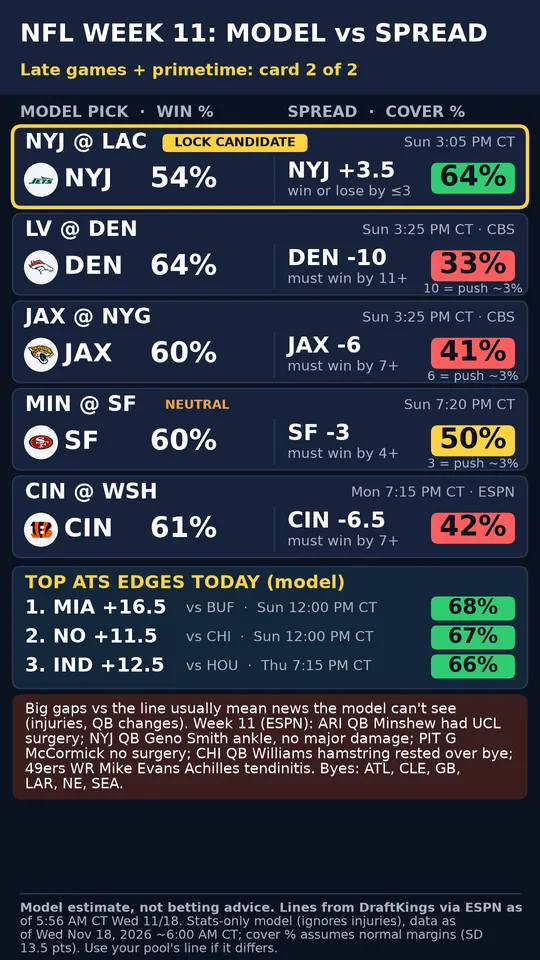 NFL WEEK 11: MODEL vs SPREAD
Late games + primetime: card 2 of 2
MODEL PICK · WIN % SPREAD · COVER %
NYJ @ LAC LOCK CANDIDATE Sun 3:05 PM CT
JETS NYJ 54% NYJ +3.5 64%
win or lose by ≤3
LV @ DEN Sun 3:25 PM CT · CBS
DEN 64% DEN -10 33%
must win by 11+
10 = push ~3%
JAX @ NYG Sun 3:25 PM CT · CBS
JAX 60% JAX -6 41%
must win by 7+
6 = push ~3%
MIN @ SF NEUTRAL Sun 7:20 PM CT
SF 60% SF -3 50%
must win by 4+
3 = push ~3%
CIN @ WSH Mon 7:15 PM CT · ESPN
CIN 61% CIN -6.5 42%
must win by 7+
TOP ATS EDGES TODAY (model)
1. MIA +16.5 vs BUF · Sun 12:00 PM CT 68%
2. NO +11.5 vs CHI · Sun 12:00 PM CT 67%
3. IND +12.5 vs HOU · Thu 7:15 PM CT 66%
Big gaps vs the line usually mean news the model can't see
(injuries, QB changes). Week 11 (ESPN): ARI QB Minshew had UCL
surgery; NYJ QB Geno Smith ankle, no major damage; PIT G
McCormick no surgery; CHI QB Williams hamstring rested over bye;
49ers WR Mike Evans Achilles tendinitis. Byes: ATL, CLE, GB,
LAR, NE, SEA.
Model estimate, not betting advice. Lines from DraftKings via ESPN as
of 5:56 AM CT Wed 11/18. Stats-only model (ignores injuries), data as
of Wed Nov 18, 2026 ~6:00 AM CT; cover % assumes normal margins (SD
13.5 pts). Use your pool's line if it differs.